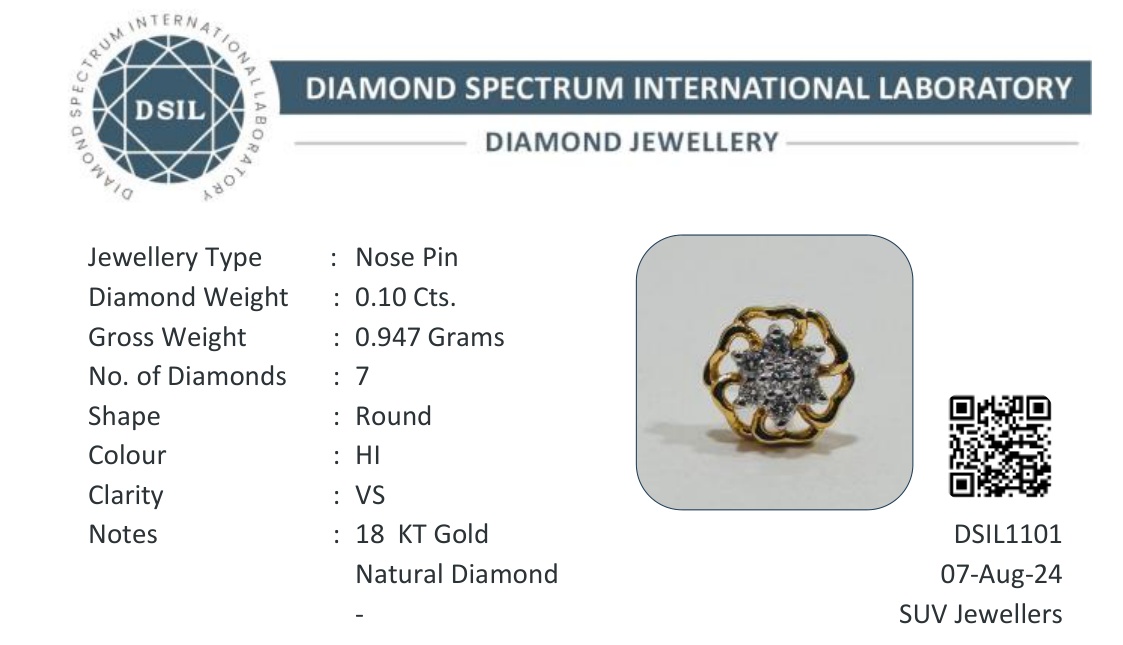 DIAMOND SPECTRUM INTERNATIONAL LABORATORY
DSIL
DIAMOND SPECTRUM INTERNATIONAL LABORATORY
DIAMOND JEWELLERY
Jewellery Type : Nose Pin
Diamond Weight : 0.10 Cts.
Gross Weight : 0.947 Grams
No. of Diamonds : 7
Shape : Round
Colour : HI
Clarity : VS
Notes : 18 KT Gold
Natural Diamond
-
DSIL1101
07-Aug-24
SUV Jewellers